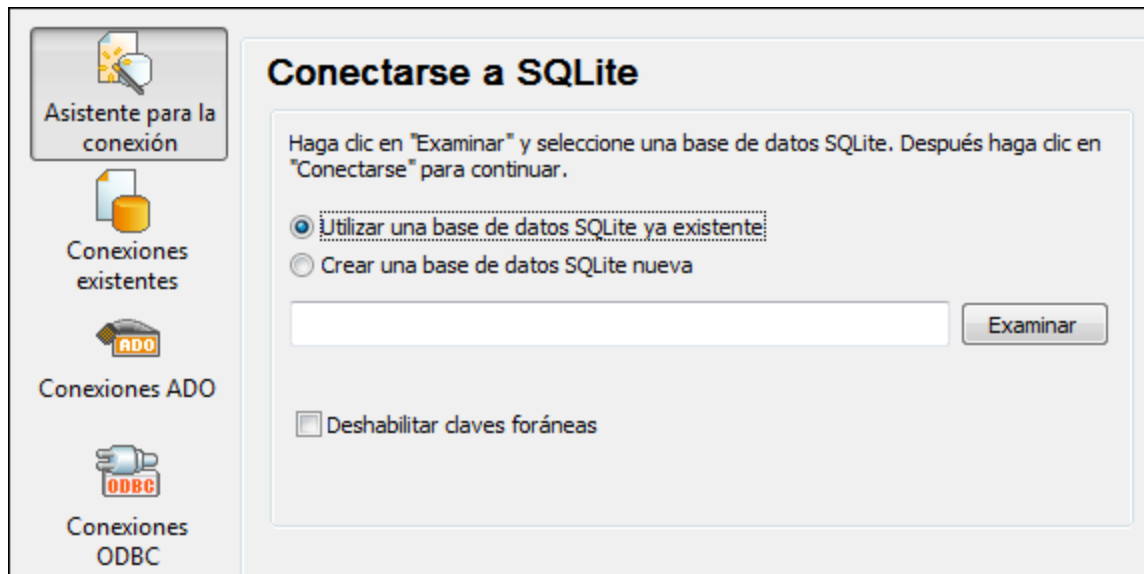 Asistente para la
conexión
Conexiones
existentes
ADO
Conexiones ADO
ODBC
Conexiones
ODBC
Conectarse a SQLite
Haga clic en "Examinar" y seleccione una base de datos SQLite. Después haga clic en
"Conectarse" para continuar.
Utilizar una base de datos SQLite ya existente
Crear una base de datos SQLite nueva
Examinar
Deshabilitar claves foráneas